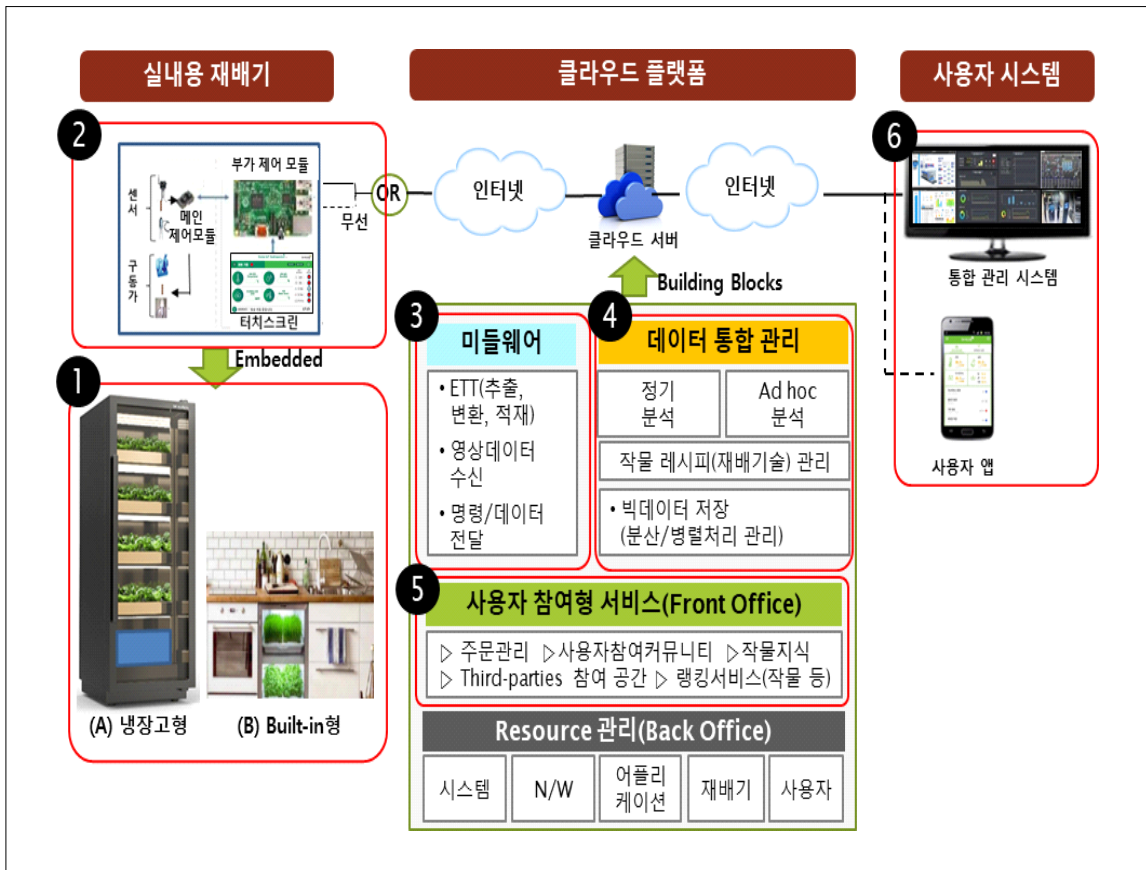 실내용 재배기
클라우드 플랫폼
사용자 시스템
2
부가 제어 모듈
센서
메인
제어모듈
구동가
터치스크린
무선
OR
인터넷
클라우드 서버
인터넷
6
통합 관리 시스템
사용자 앱
Embedded
Building Blocks
1
(A) 냉장고형
(B) Built-in형
3
미들웨어
• ETT(추출,
변환, 적재)
• 영상데이터
수신
• 명령/데이터
전달
4
데이터 통합 관리
정기
분석
Ad hoc
분석
작물 레시피(재배기술) 관리
• 빅데이터 저장
(분산/병렬처리 관리)
5
사용자 참여형 서비스(Front Office)
▷ 주문관리 ▷사용자참여커뮤니티 ▷작물지식
▷ Third-parties 참여 공간 ▷ 랭킹서비스(작물 등)
Resource 관리(Back Office)
시스템
N/W
어플리
케이션
재배기
사용자